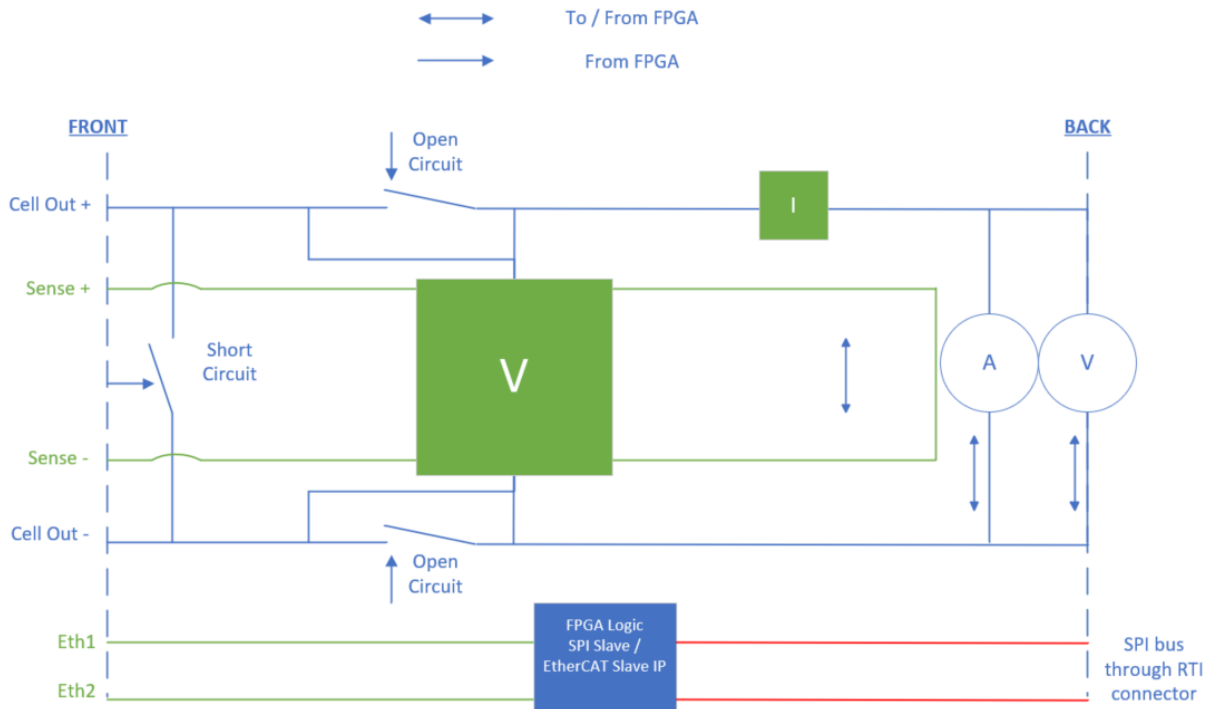 To / From FPGA
From FPGA
FRONT
BACK
Open
Circuit
Cell Out +
I
Sense +
Short
Circuit
V
A
V
Sense -
Cell Out -
Open
Circuit
FPGA Logic
SPI Slave /
EtherCAT Slave IP
Eth1
Eth2
SPI bus
through RTI
connector